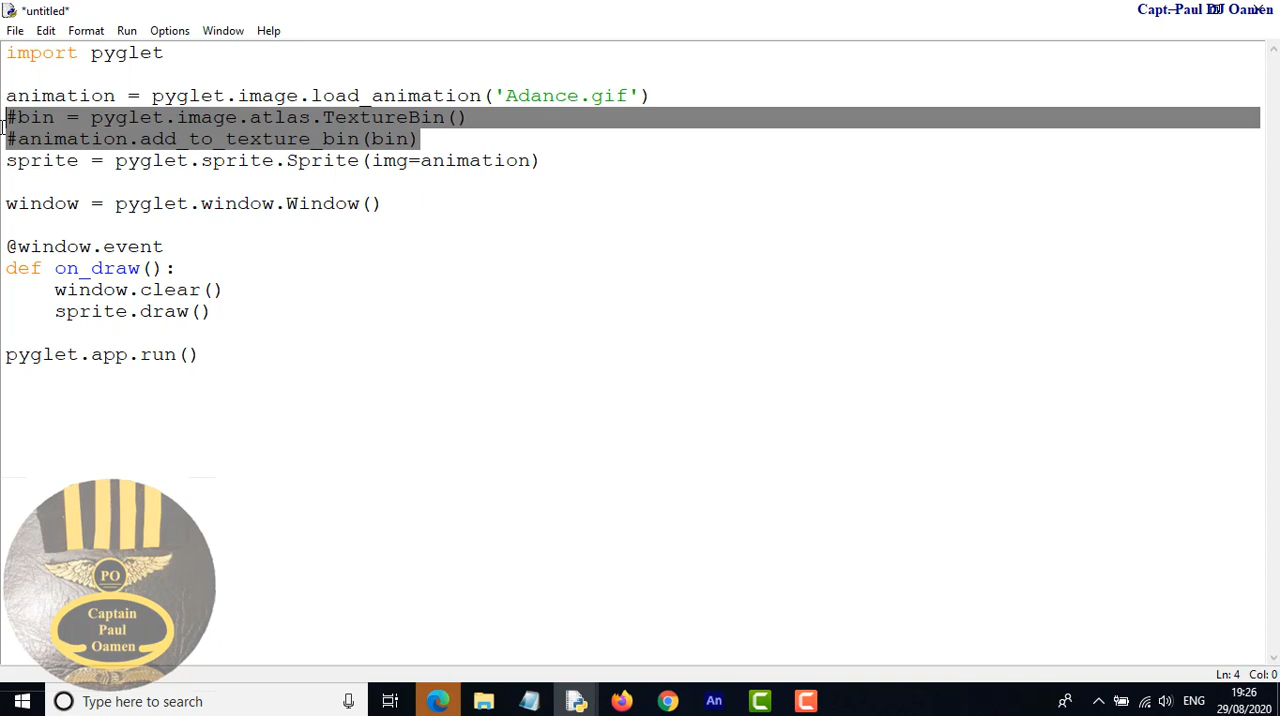 *untitled*
Capt. Paul DJ Oamen
File Edit Format Run Options Window Help
import pyglet
animation = pyglet.image.load_animation('Adance.gif')
#bin = pyglet.image.atlas.TextureBin()
#animation.add_to_texture_bin(bin)
sprite = pyglet.sprite.Sprite(img=animation)
window = pyglet.window.Window()
@window.event
def on_draw():
    window.clear()
    sprite.draw()
pyglet.app.run()
PO
Captain
Paul
Oamen
Ln: 4 Col: 0
Type here to search
An
ENG
19:26
29/08/2020